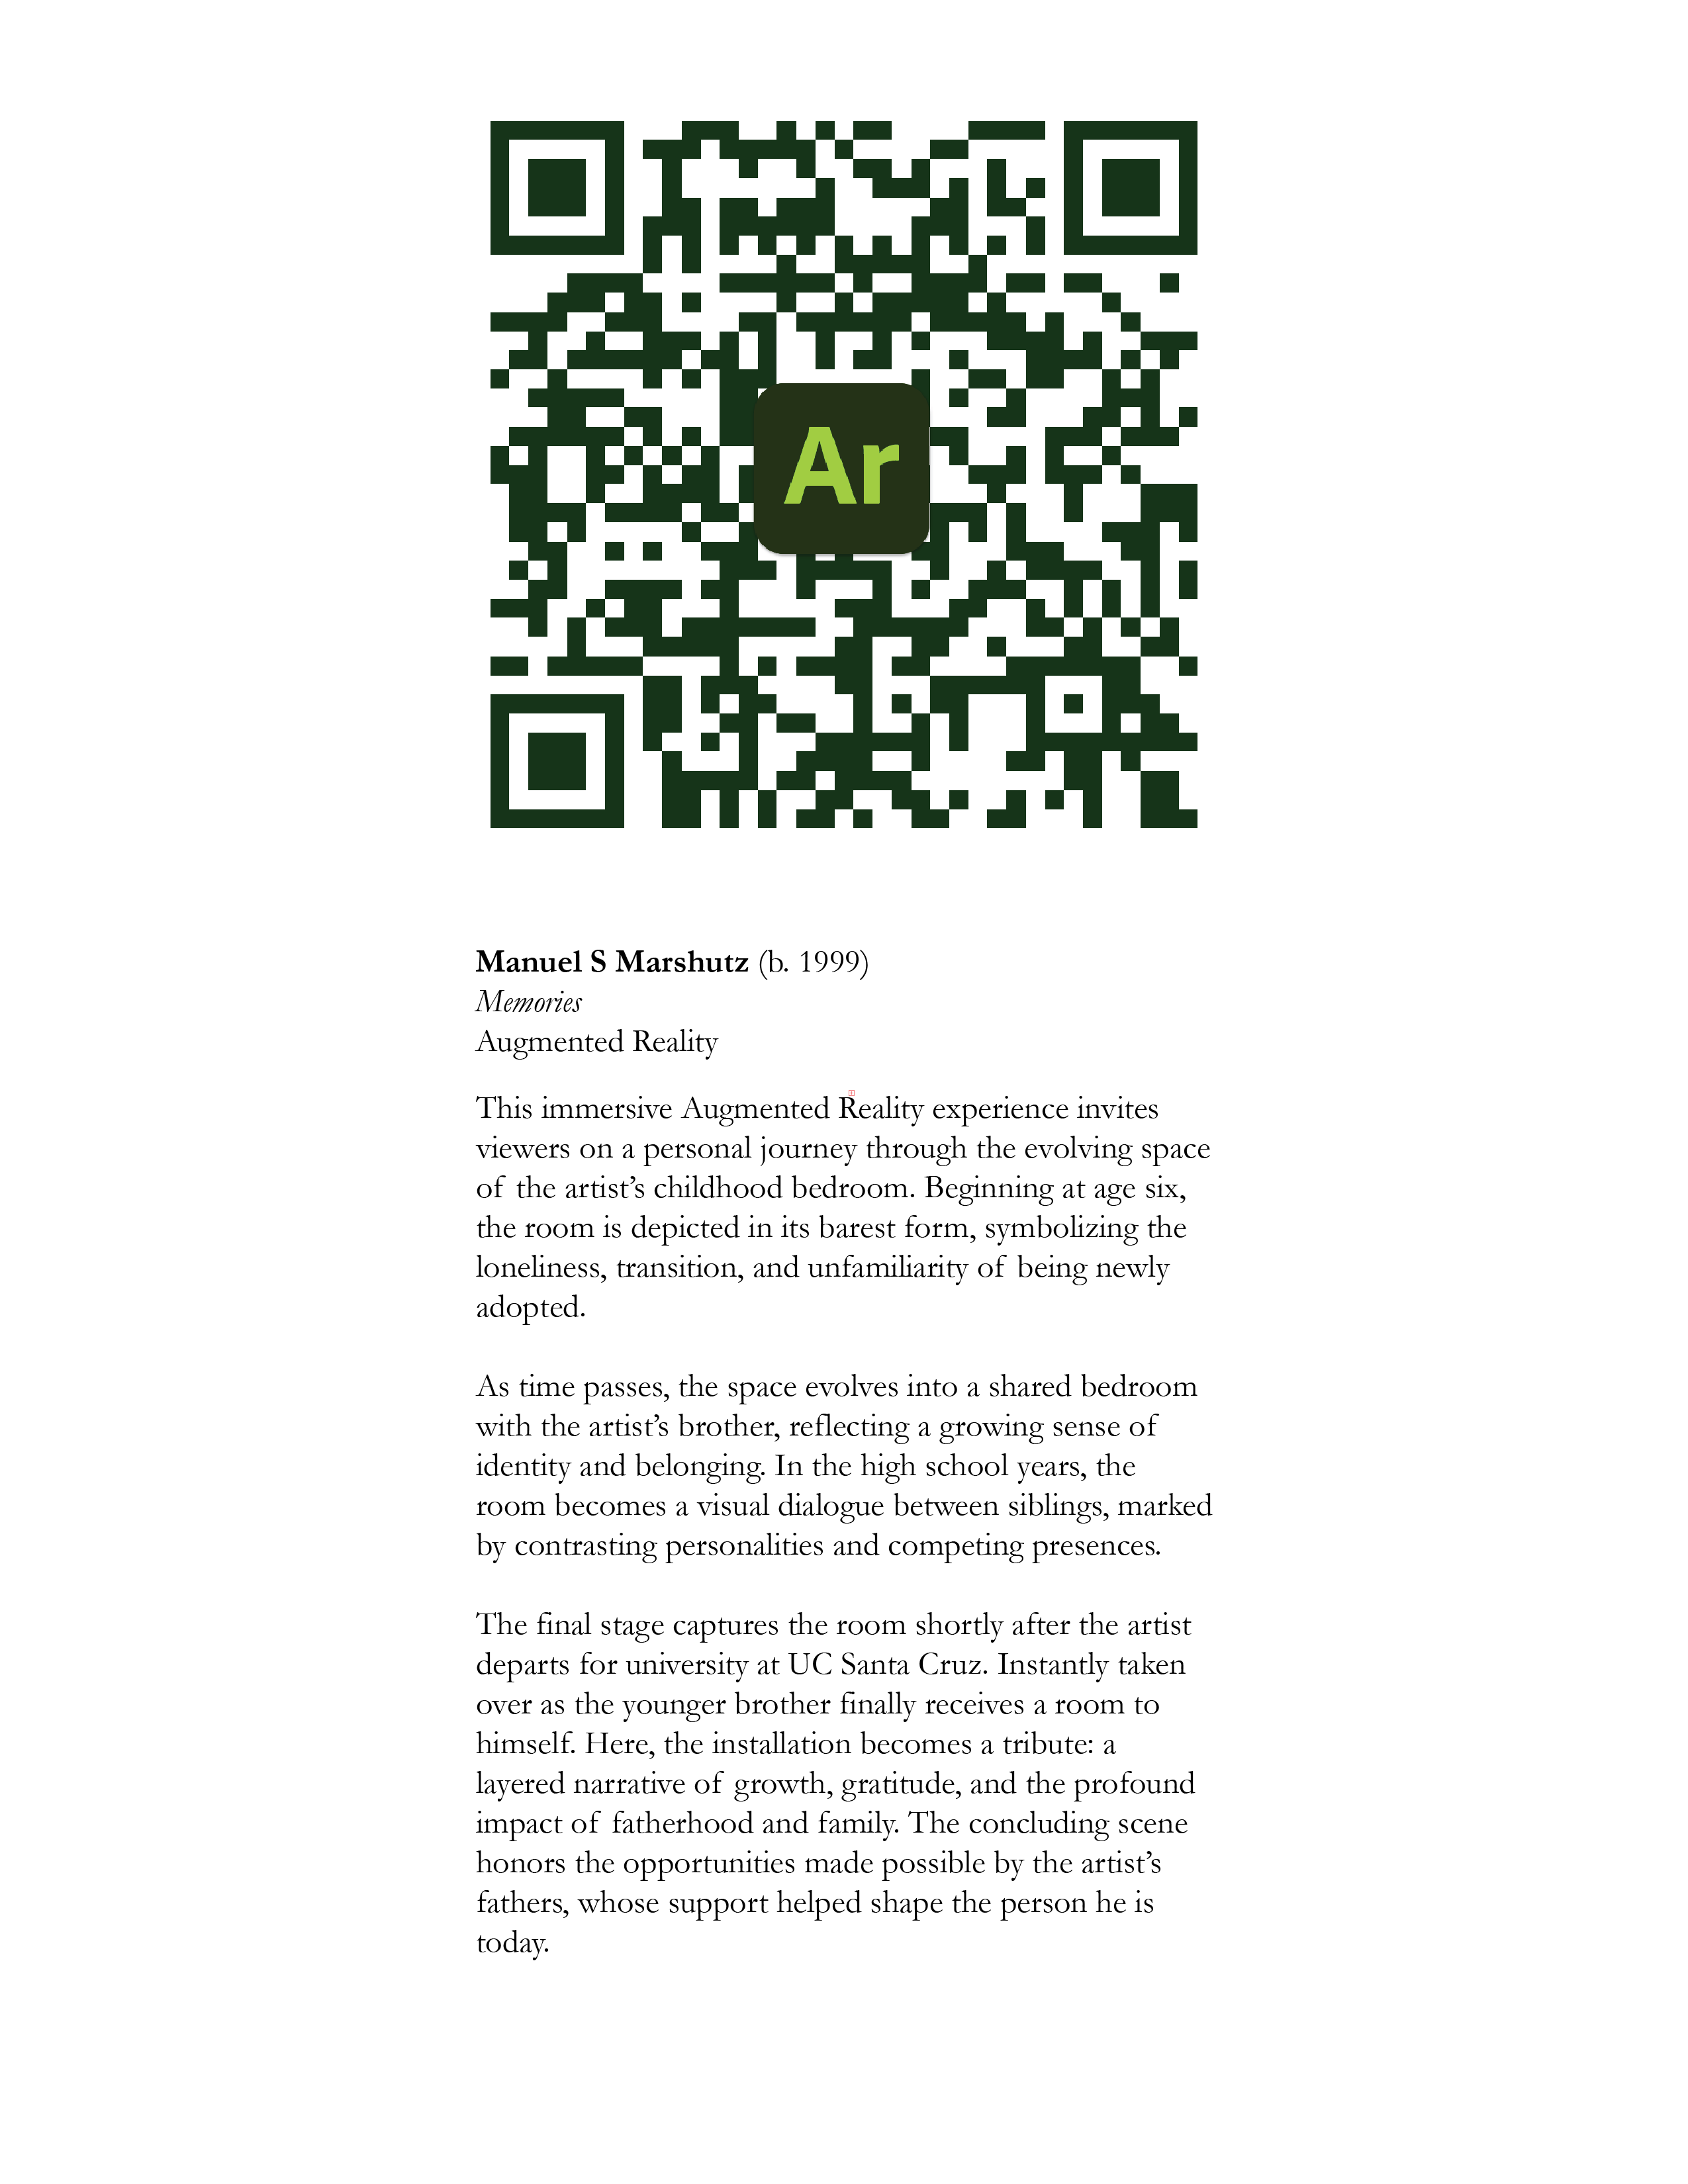 Ar
Manuel S Marshutz (b. 1999)
Memories
Augmented Reality
This immersive Augmented Reality experience invites
viewers on a personal journey through the evolving space
of the artist’s childhood bedroom. Beginning at age six,
the room is depicted in its barest form, symbolizing the
loneliness, transition, and unfamiliarity of being newly
adopted.
As time passes, the space evolves into a shared bedroom
with the artist’s brother, reflecting a growing sense of
identity and belonging. In the high school years, the
room becomes a visual dialogue between siblings, marked
by contrasting personalities and competing presences.
The final stage captures the room shortly after the artist
departs for university at UC Santa Cruz. Instantly taken
over as the younger brother finally receives a room to
himself. Here, the installation becomes a tribute: a
layered narrative of growth, gratitude, and the profound
impact of fatherhood and family. The concluding scene
honors the opportunities made possible by the artist’s
fathers, whose support helped shape the person he is
today.